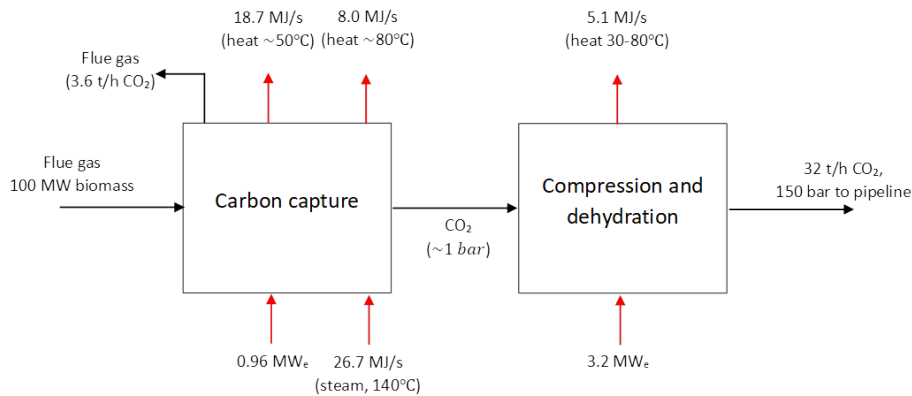 18.7 MJ/s
(heat ~50°C)
8.0 MJ/s
(heat ~80°C)
5.1 MJ/s
(heat 30-80°C)
Flue gas
(3.6 t/h CO₂)
Flue gas
100 MW biomass
Carbon capture
CO₂
(~1 bar)
Compression and
dehydration
32 t/h CO₂,
150 bar to pipeline
0.96 MWₑ
26.7 MJ/s
(steam, 140°C)
3.2 MWₑ